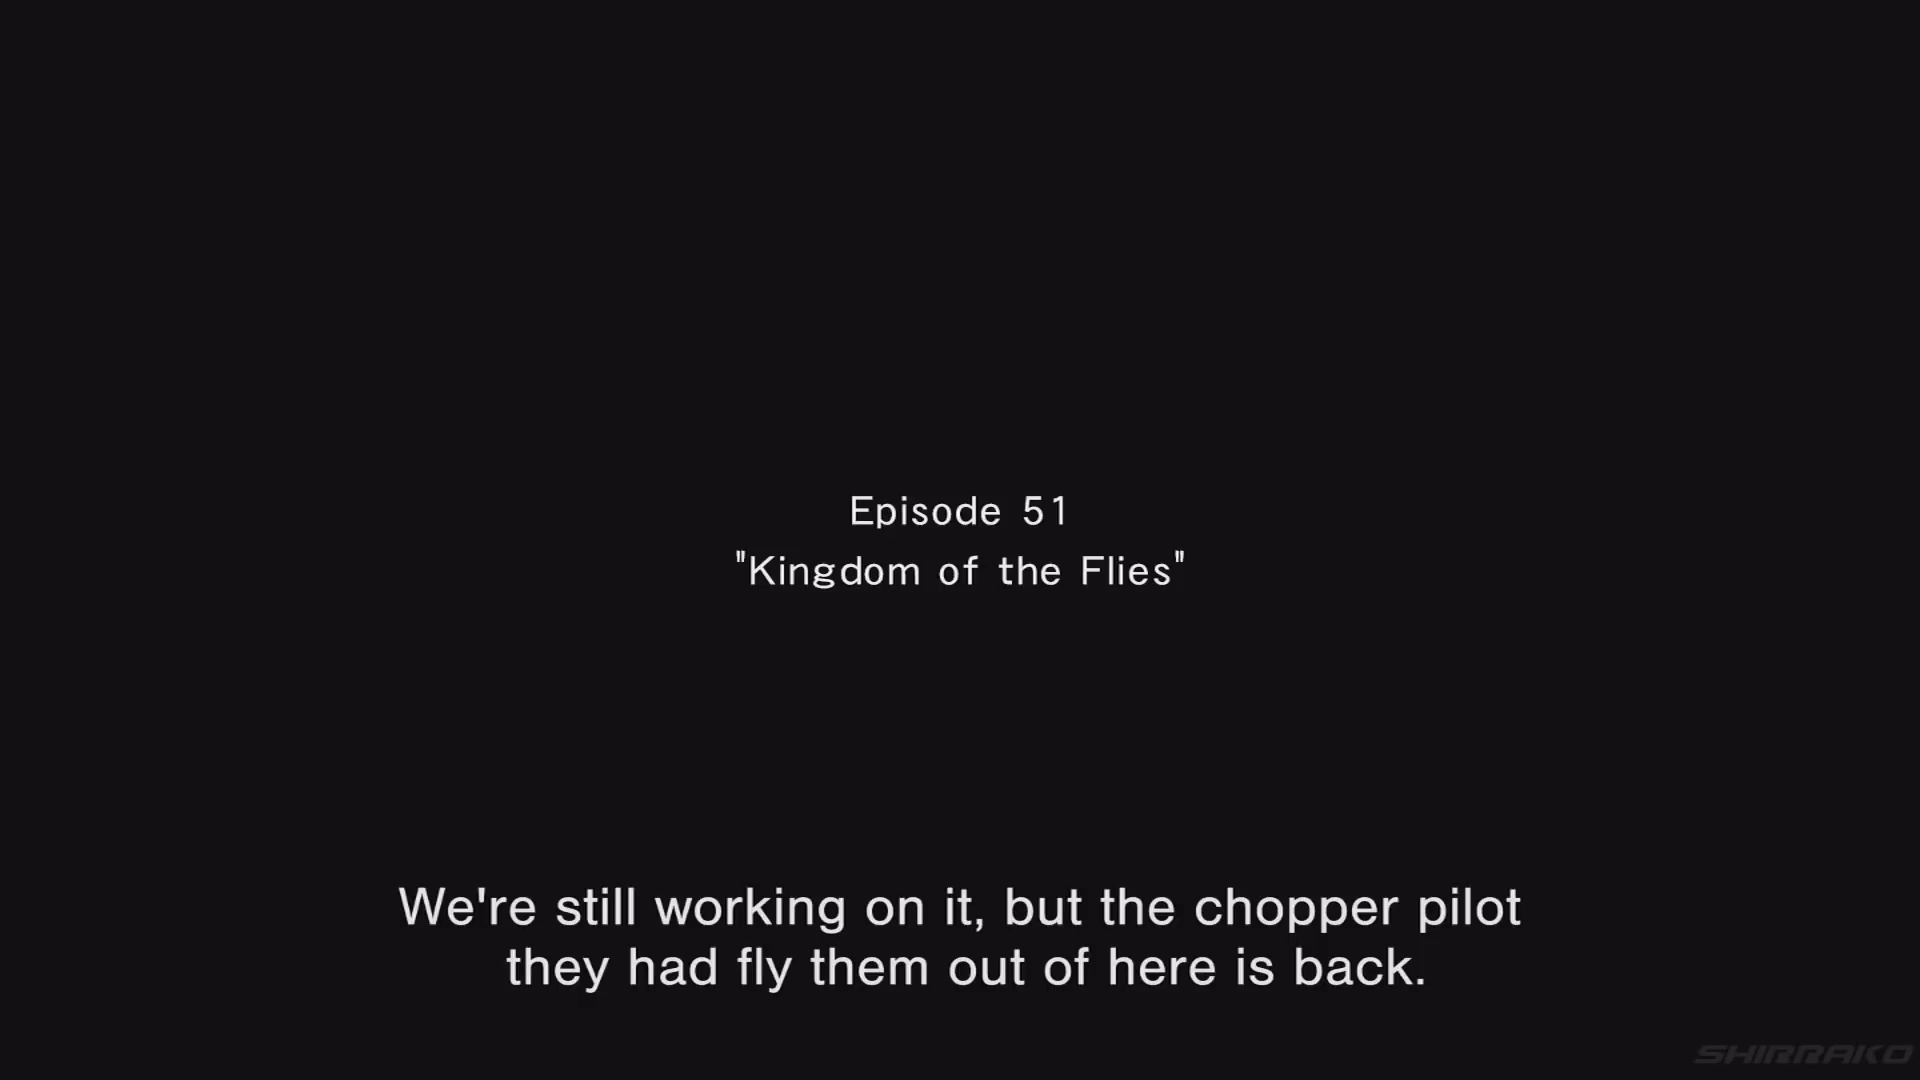 Episode 51
"Kingdom of the Flies"
We're still working on it, but the chopper pilot
they had fly them out of here is back.
SHIRRAKO